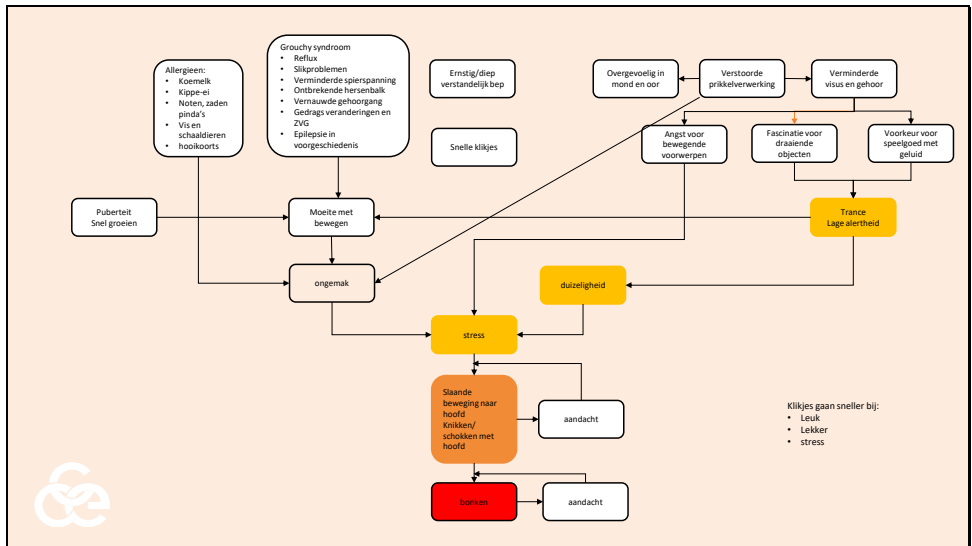 Allergieen:
• Koemelk
• Kippe-ei
• Noten, zaden
pinda's
• Vis en
schaaldieren
• hooikoorts
Grouchy syndroom
• Reflux
• Slikproblemen
• Verminderde spierspanning
• Ontbrekende hersenbalk
• Vernauwde gehoorgang
• Gedrags veranderingen en
ZVG
• Epilepsie in
voorgeschiedenis
Ernstig/diep
verstandelijk bep
Snelle klikjes
Overgevoelig in
mond en oor
Verstoorde
prikkelverwerking
Verminderde
visus en gehoor
Angst voor
bewegende
voorwerpen
Fascinatie voor
draaiende
objecten
Voorkeur voor
speelgoed met
geluid
Puberteit
Snel groeien
Moeite met
bewegen
Trance
Lage alertheid
ongemak
duizeligheid
stress
Slaande
beweging naar
hoofd
Knikken/
schokken met
hoofd
aandacht
Klikjes gaan sneller bij:
• Leuk
• Lekker
• stress
bonken
aandacht
cce